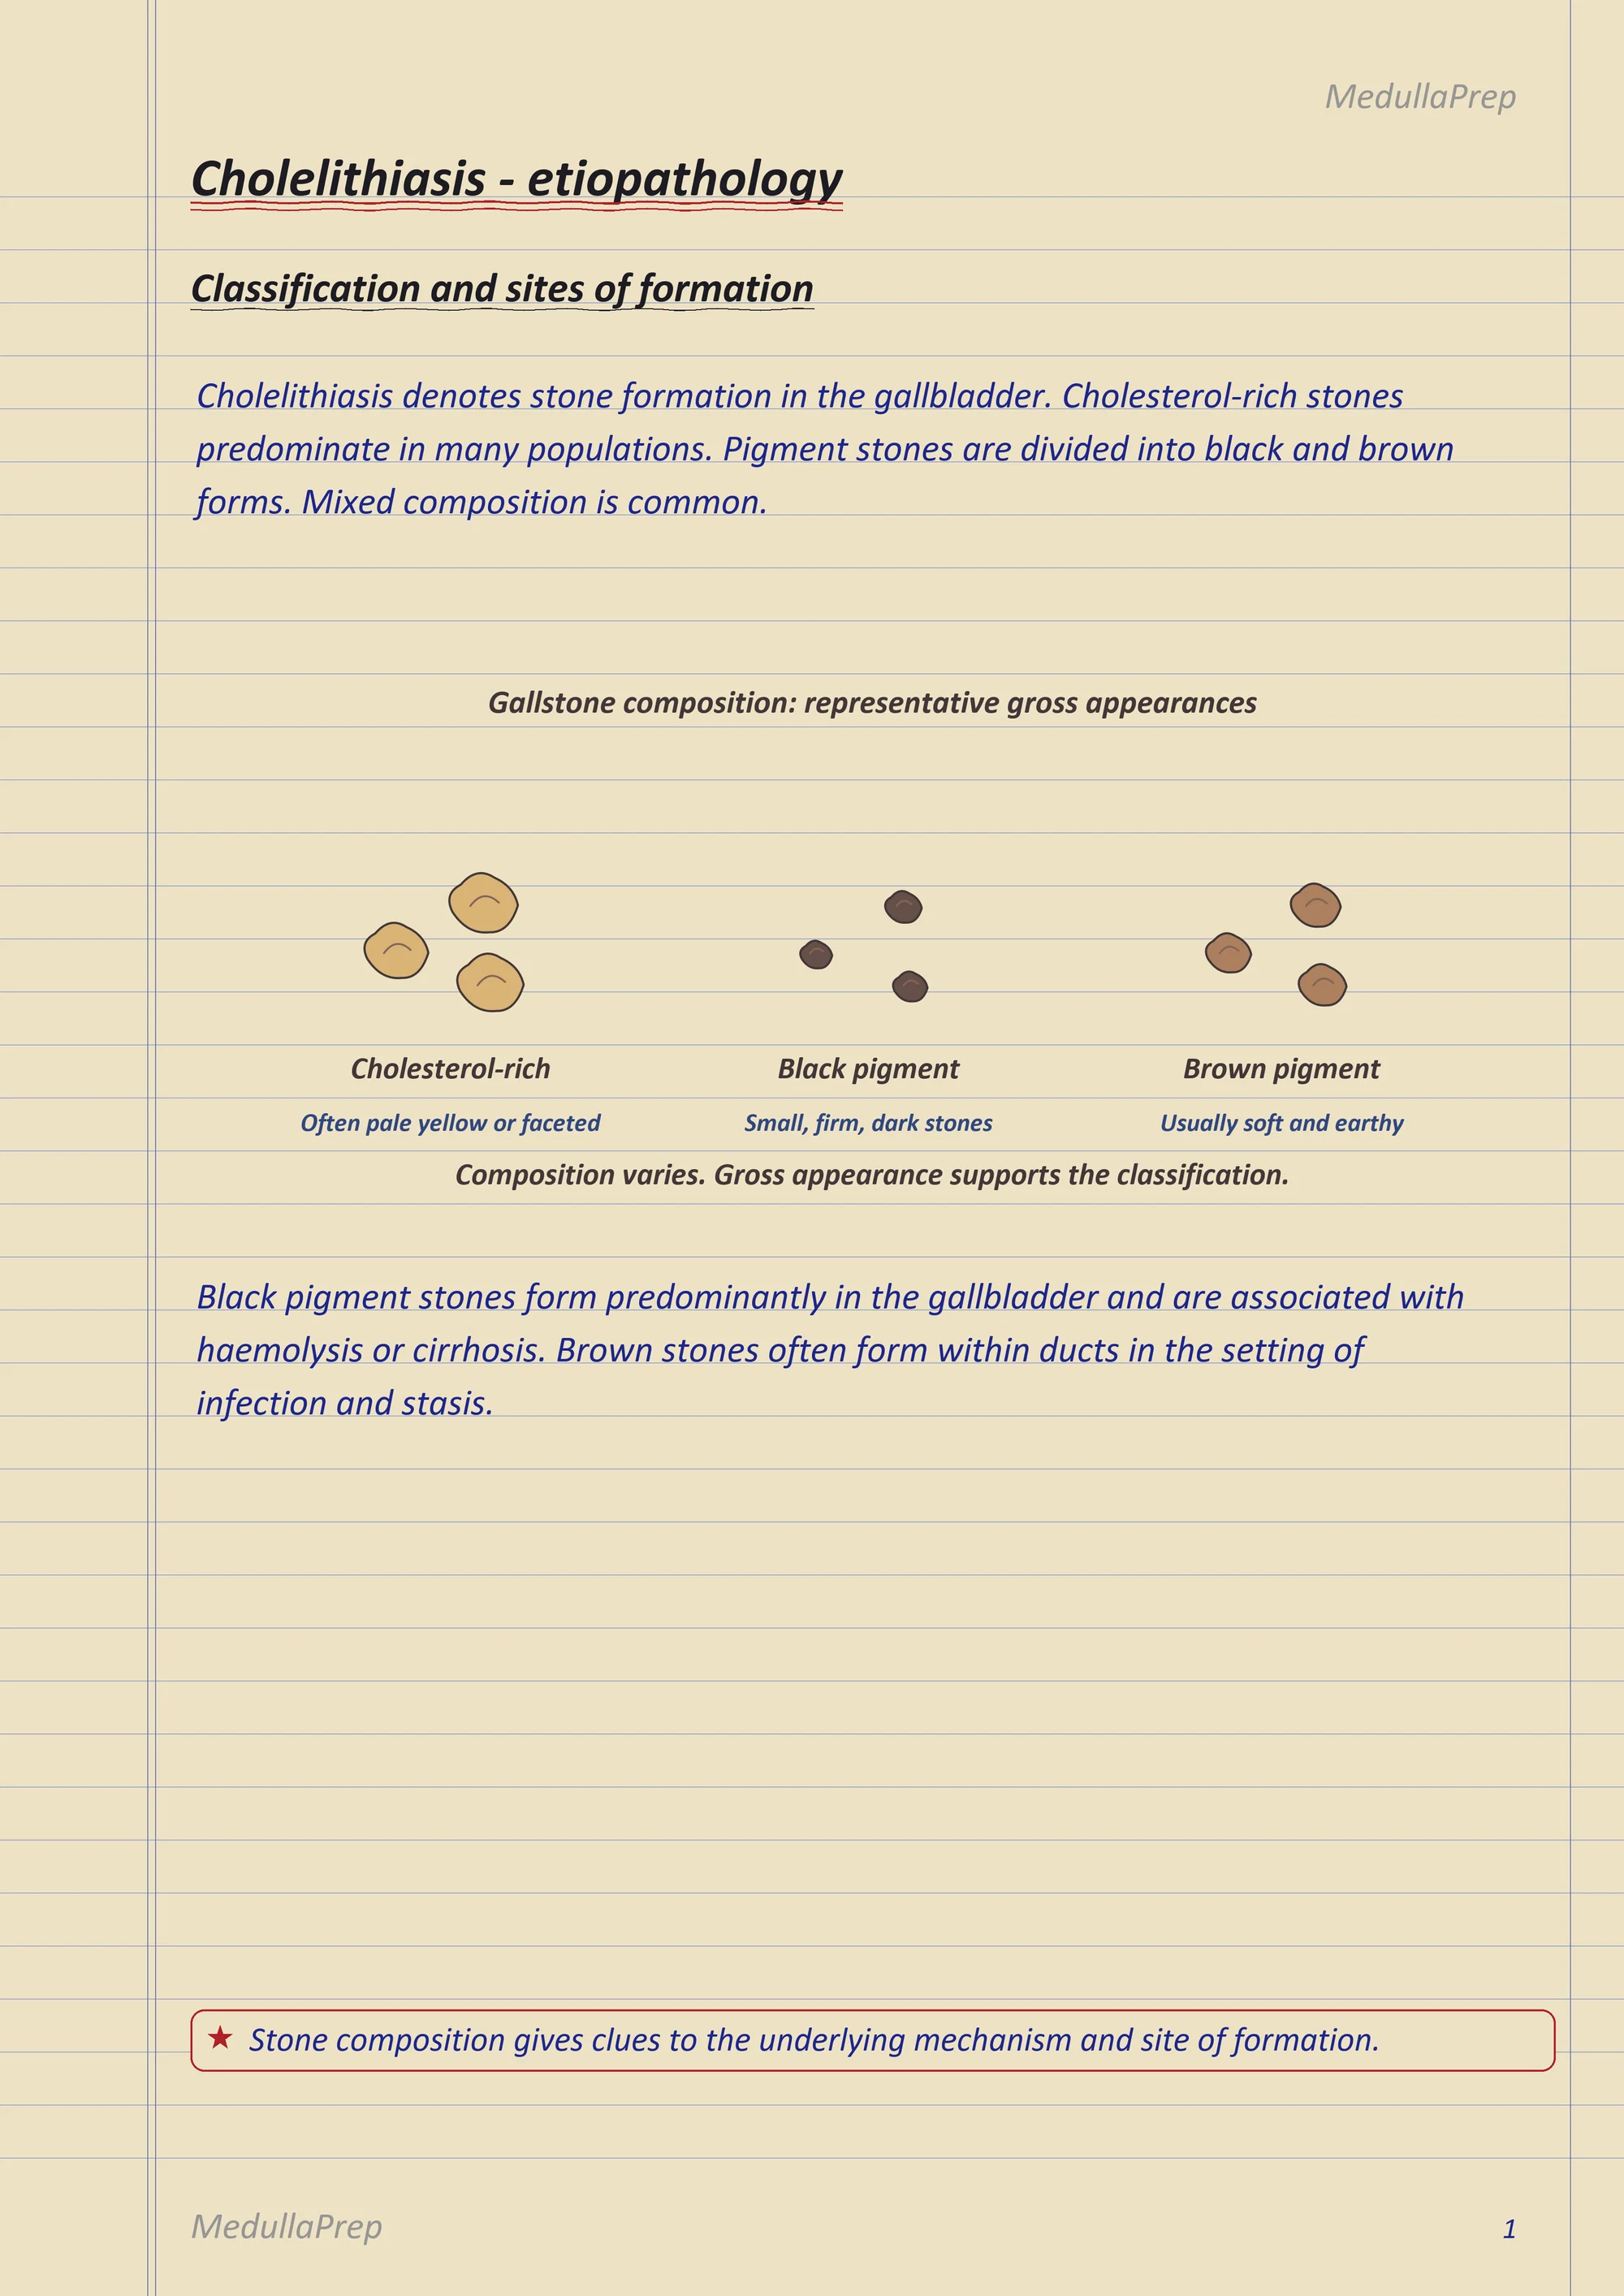 MedullaPrep
Cholelithiasis - etiopathology
Classification and sites of formation
Cholelithiasis denotes stone formation in the gallbladder. Cholesterol-rich stones
predominate in many populations. Pigment stones are divided into black and brown
forms. Mixed composition is common.
Gallstone composition: representative gross appearances
Cholesterol-rich
Black pigment
Brown pigment
Often pale yellow or faceted
Small, firm, dark stones
Usually soft and earthy
Composition varies. Gross appearance supports the classification.
Black pigment stones form predominantly in the gallbladder and are associated with
haemolysis or cirrhosis. Brown stones often form within ducts in the setting of
infection and stasis.
★ Stone composition gives clues to the underlying mechanism and site of formation.
MedullaPrep
1